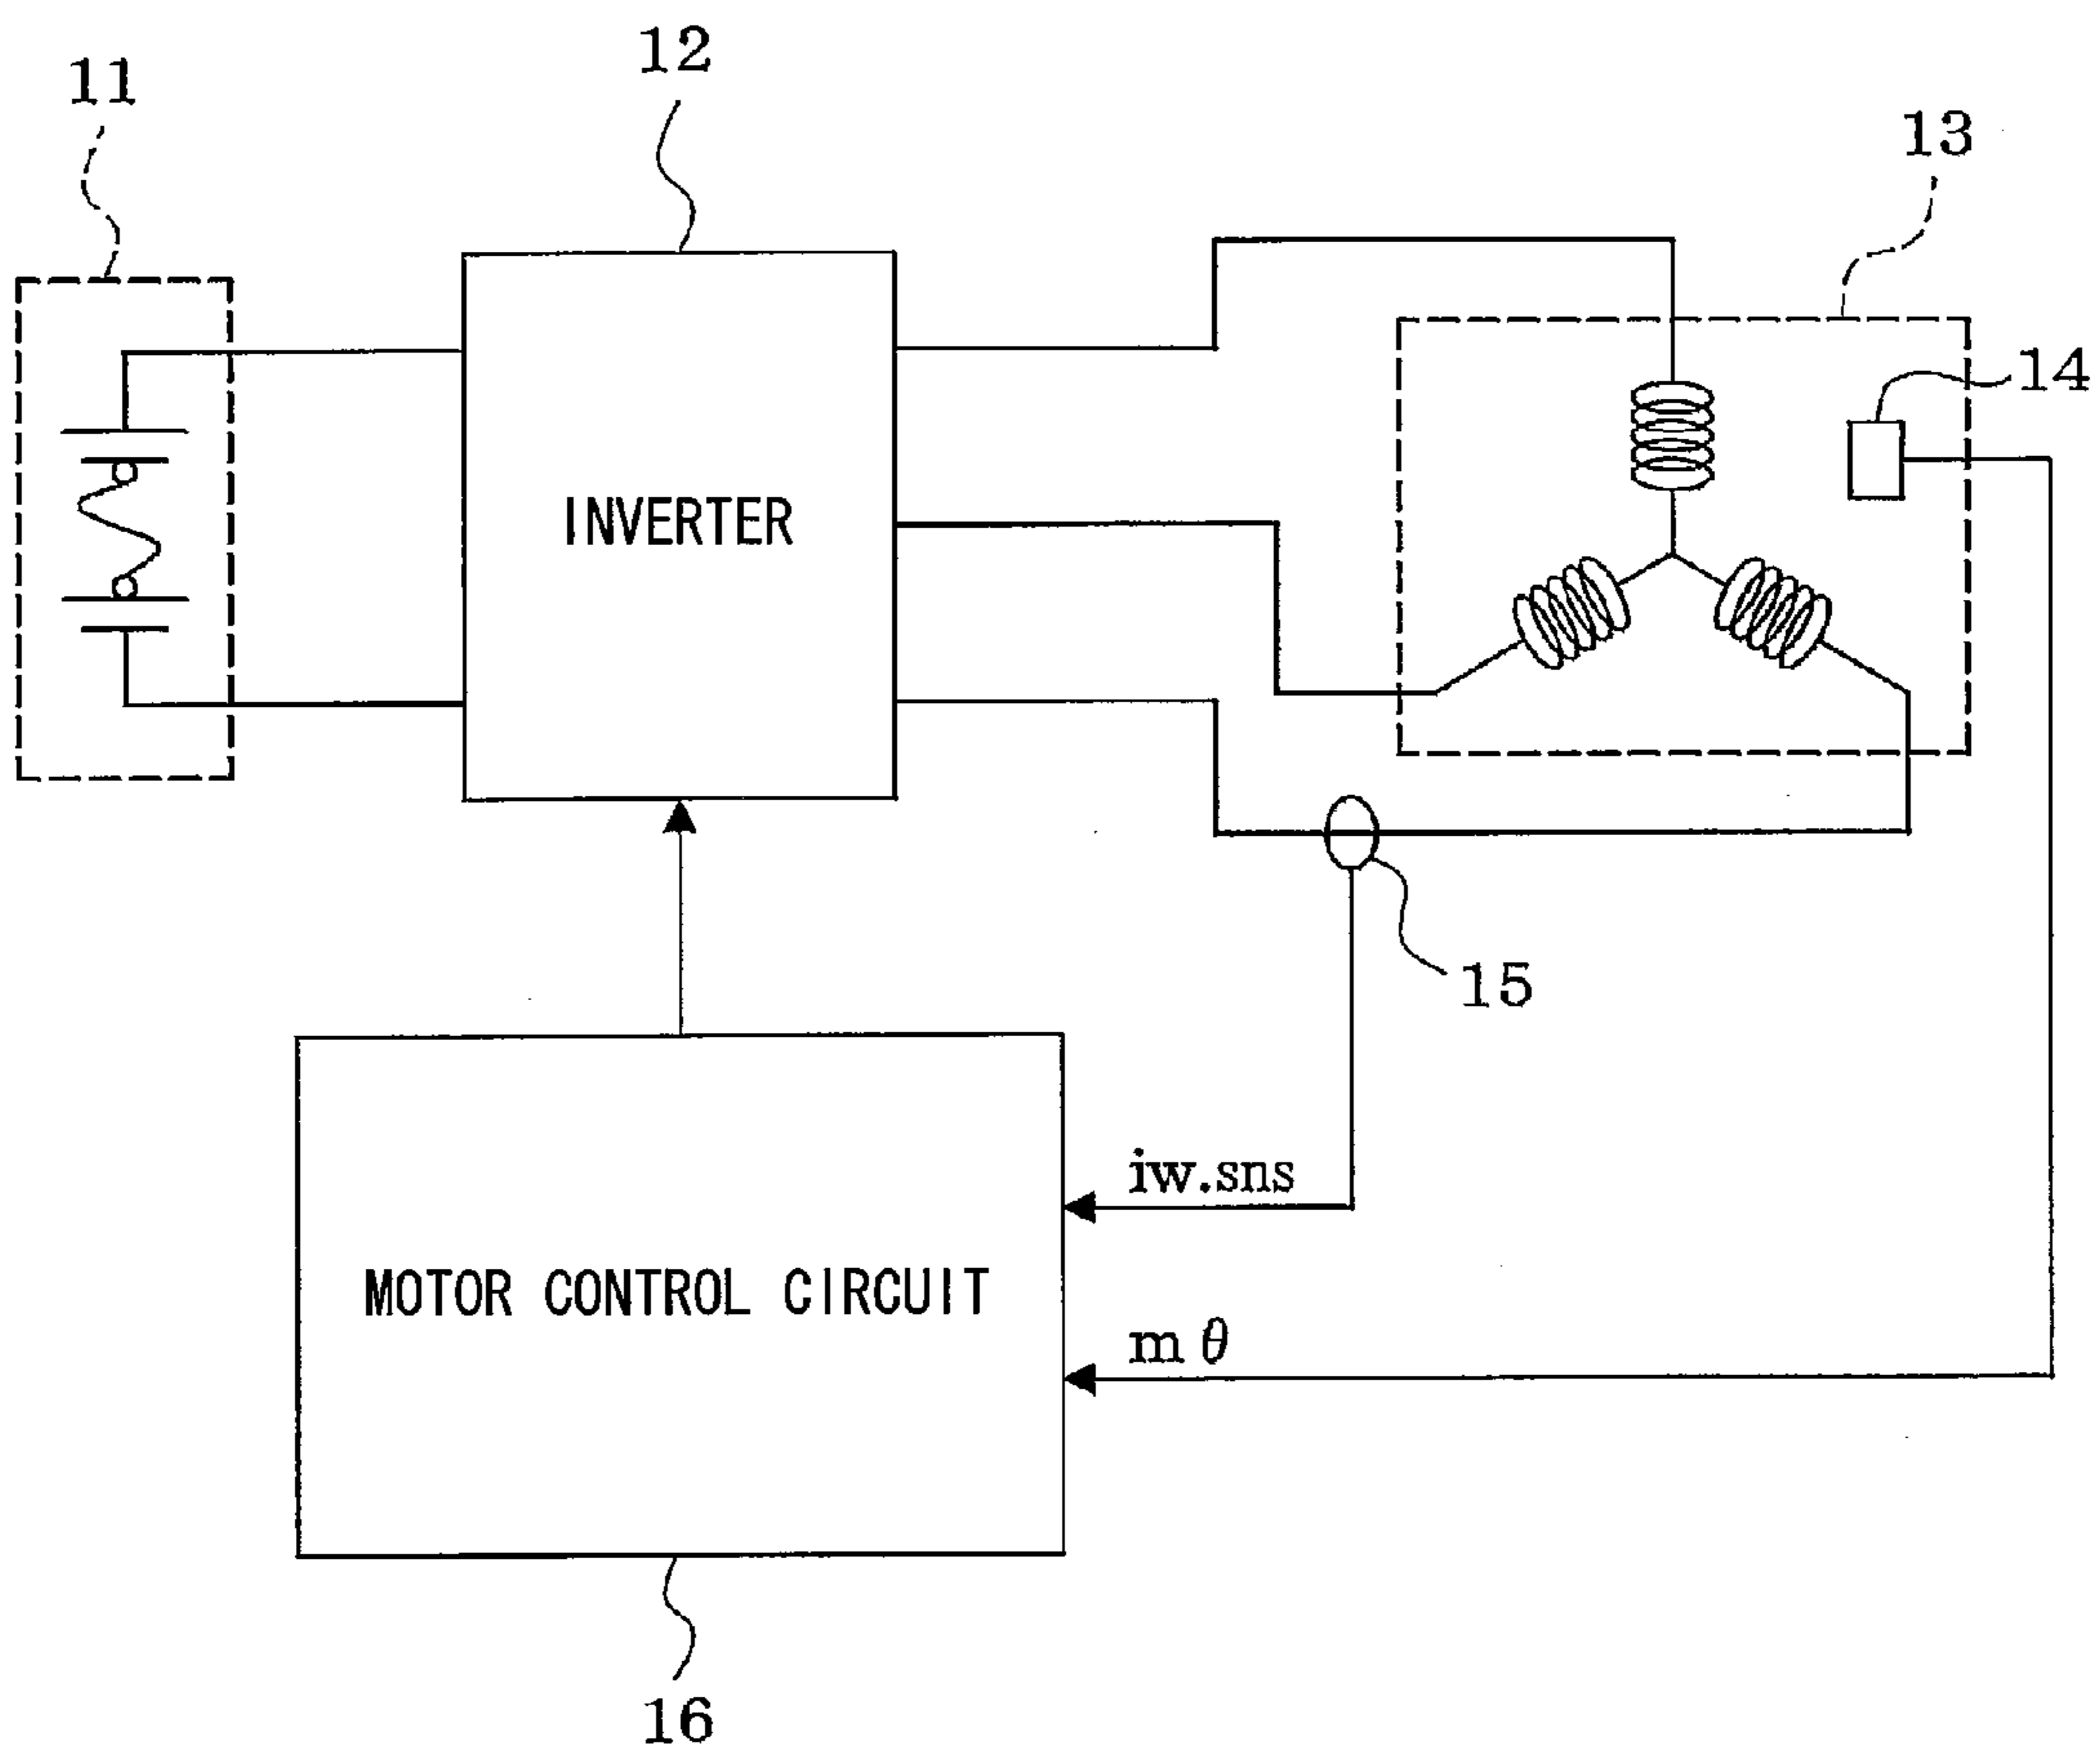 12
11
13
14
INVERTER
15
iw.sns
MOTOR CONTROL CIRCUIT
m θ
16